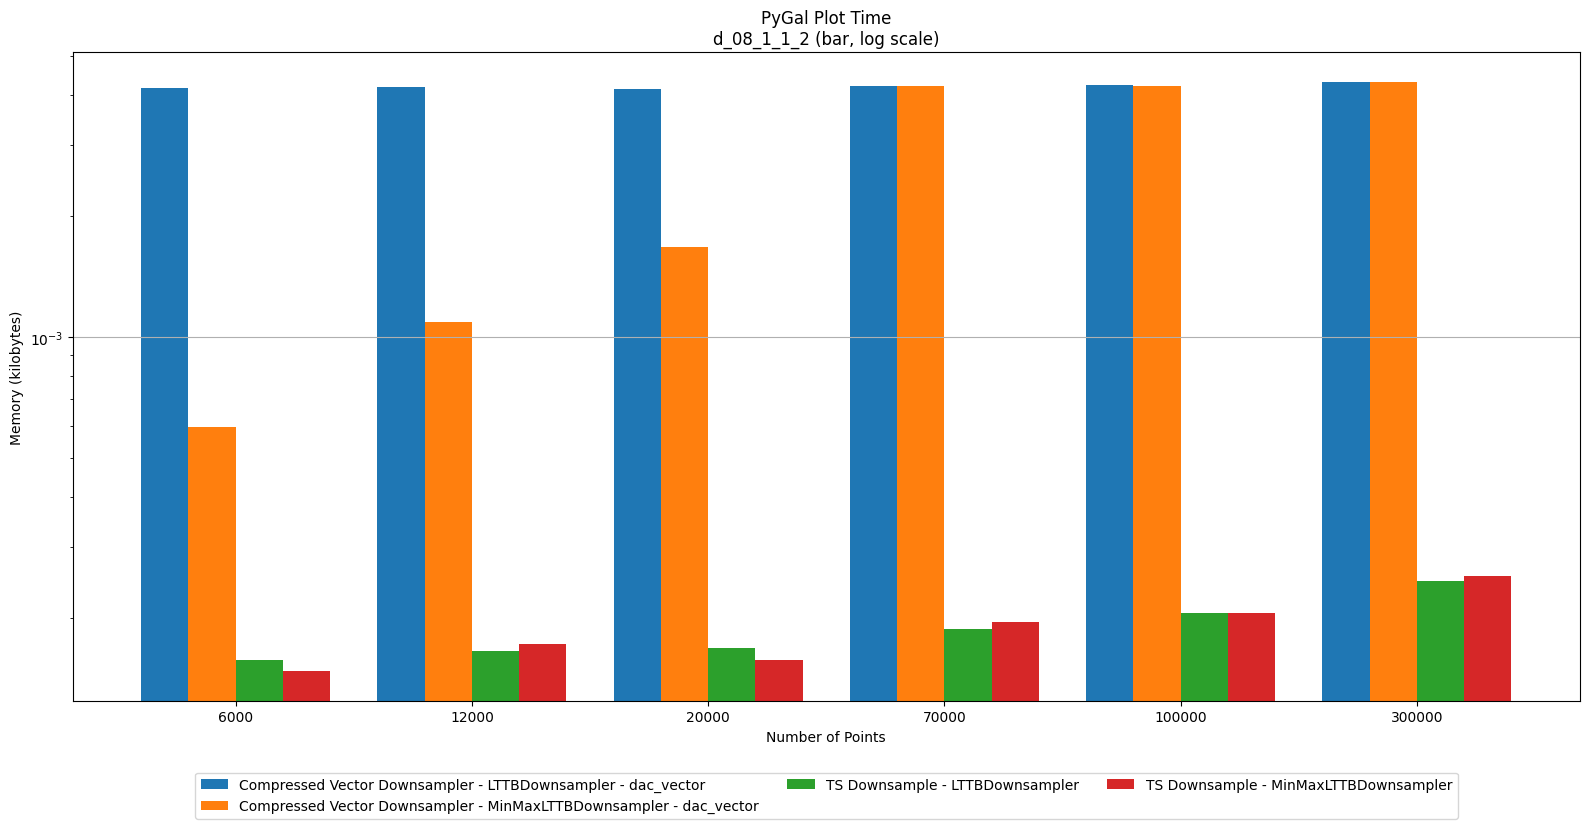 PyGal Plot Time
d_08_1_1_2 (bar, log scale)
Memory (kilobytes)
10⁻³
6000 12000 20000 70000 100000 300000
Number of Points
Compressed Vector Downsampler - LTTBDownsampler - dac_vector TS Downsample - LTTBDownsampler TS Downsample - MinMaxLTTBDownsampler
Compressed Vector Downsampler - MinMaxLTTBDownsampler - dac_vector